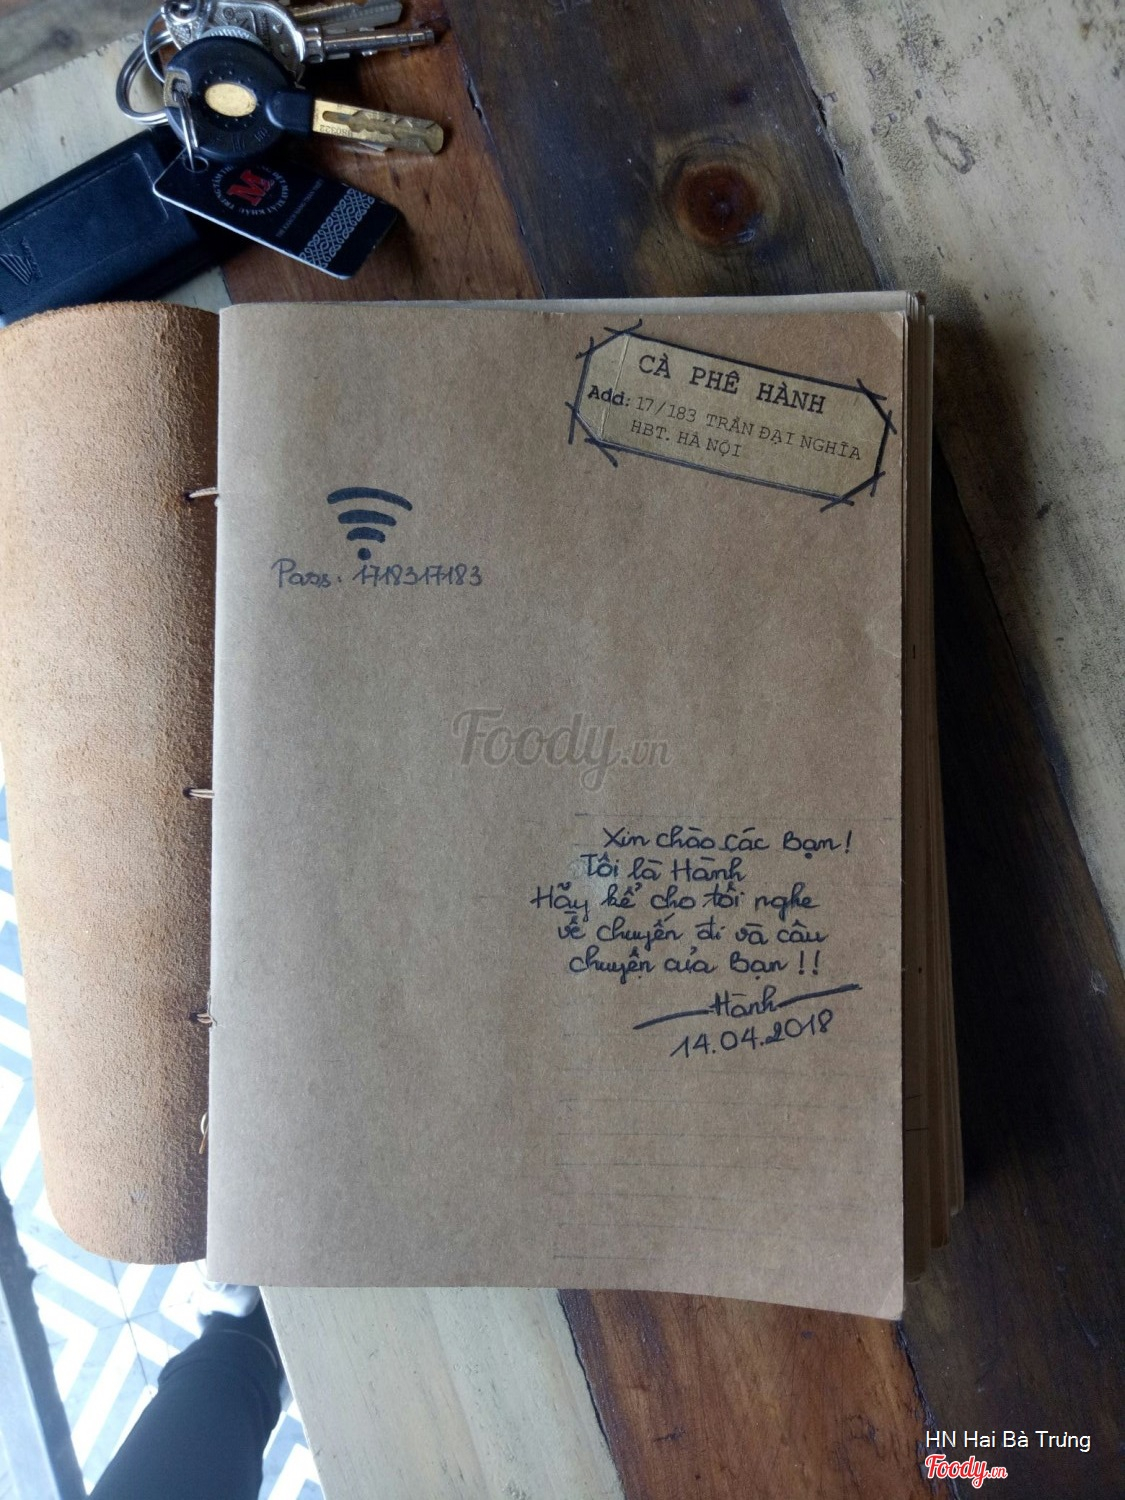 CÀ PHÊ HÀNH
Add: 17/183 TRẦN ĐẠI NGHĨA
HBT. HÀ NỘI
Pass: 1718317183
Foody.vn
Xin chào các Bạn!
Tôi là Hành
Hãy kể cho tôi nghe
về chuyến đi và câu
chuyện của Bạn!!
Hành
14.04.2018
HN Hai Bà Trưng
Foody.vn